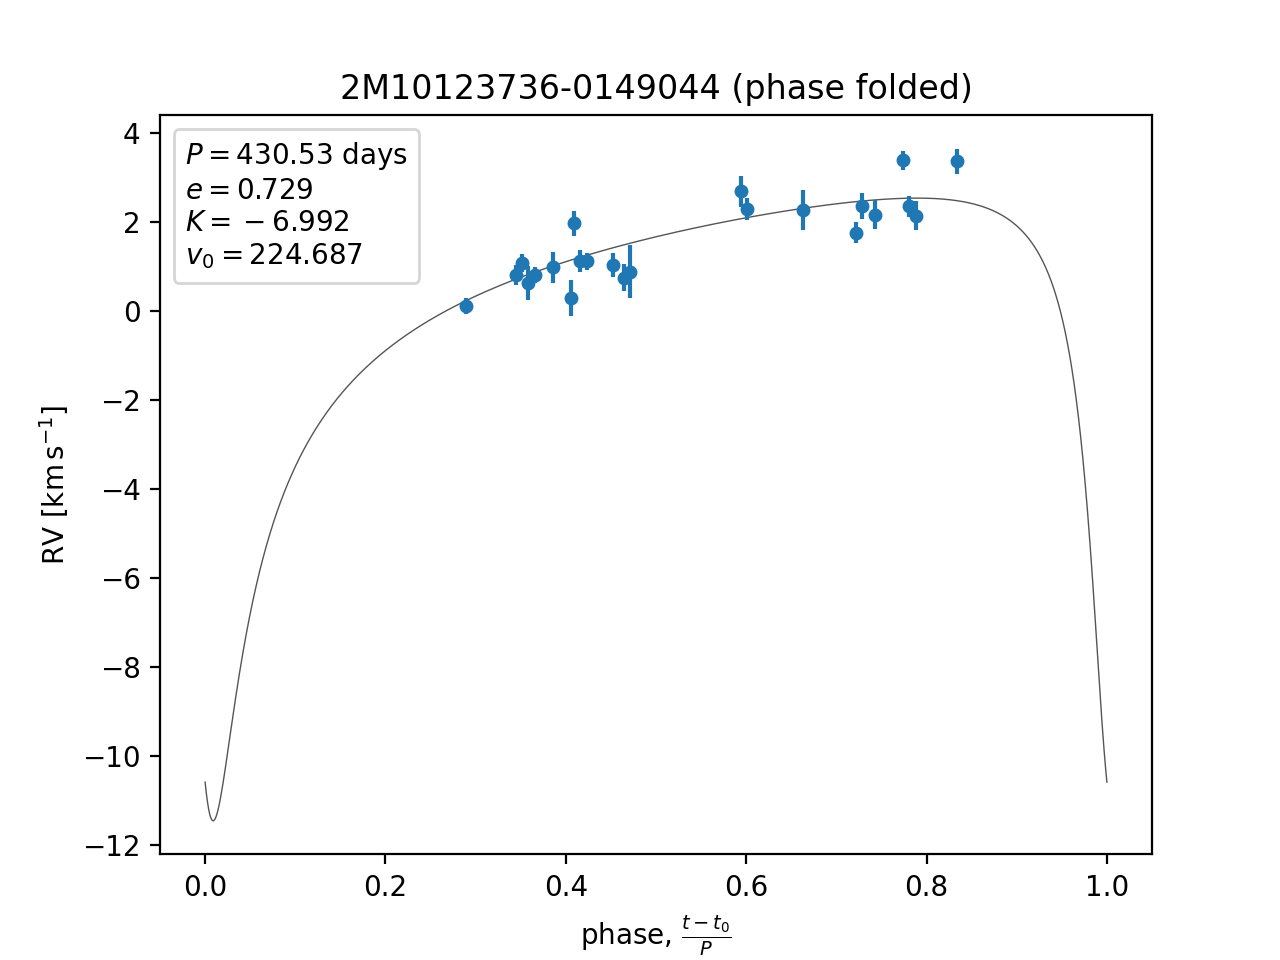 2M10123736-0149044 (phase folded)
P = 430.53 days
e = 0.729
K = −6.992
v₀ = 224.687
RV [km s⁻¹]
4
2
0
−2
−4
−6
−8
−10
−12
0.0 0.2 0.4 0.6 0.8 1.0
phase, (t − t₀)/P